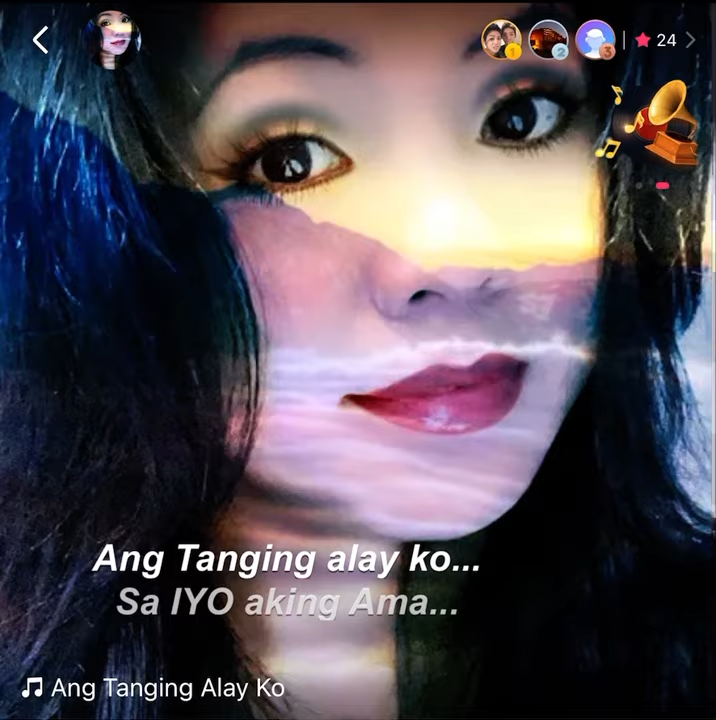 24
Ang Tanging alay ko...
Sa IYO aking Ama...
Ang Tanging Alay Ko